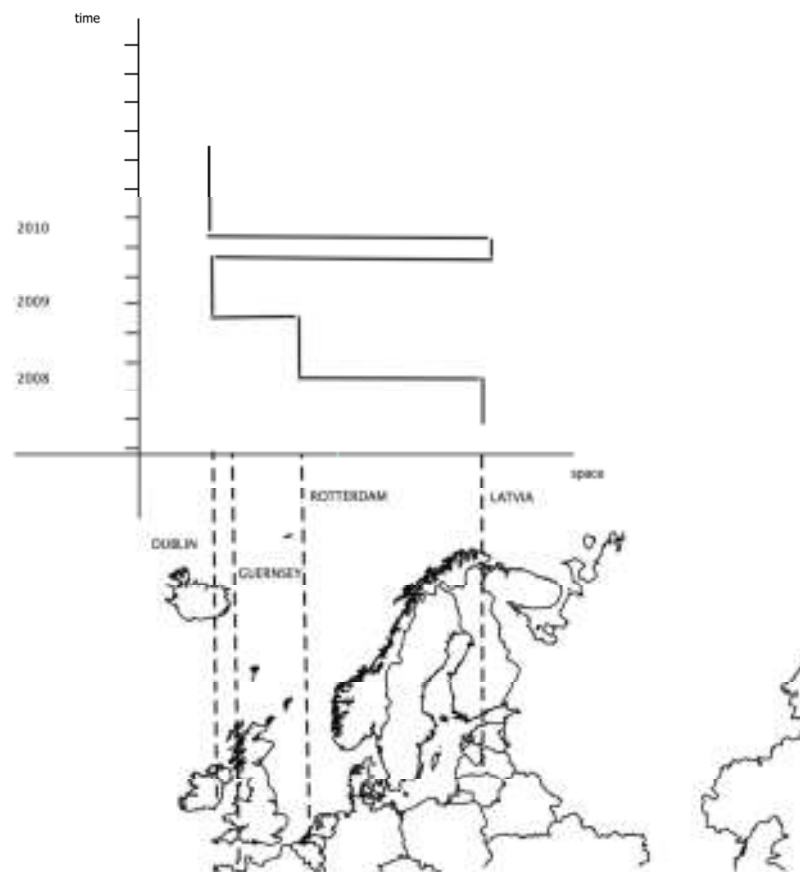 time
2010
2009
2008
space
ROTTERDAM
LATVIA
DUBLIN
GUERNSEY